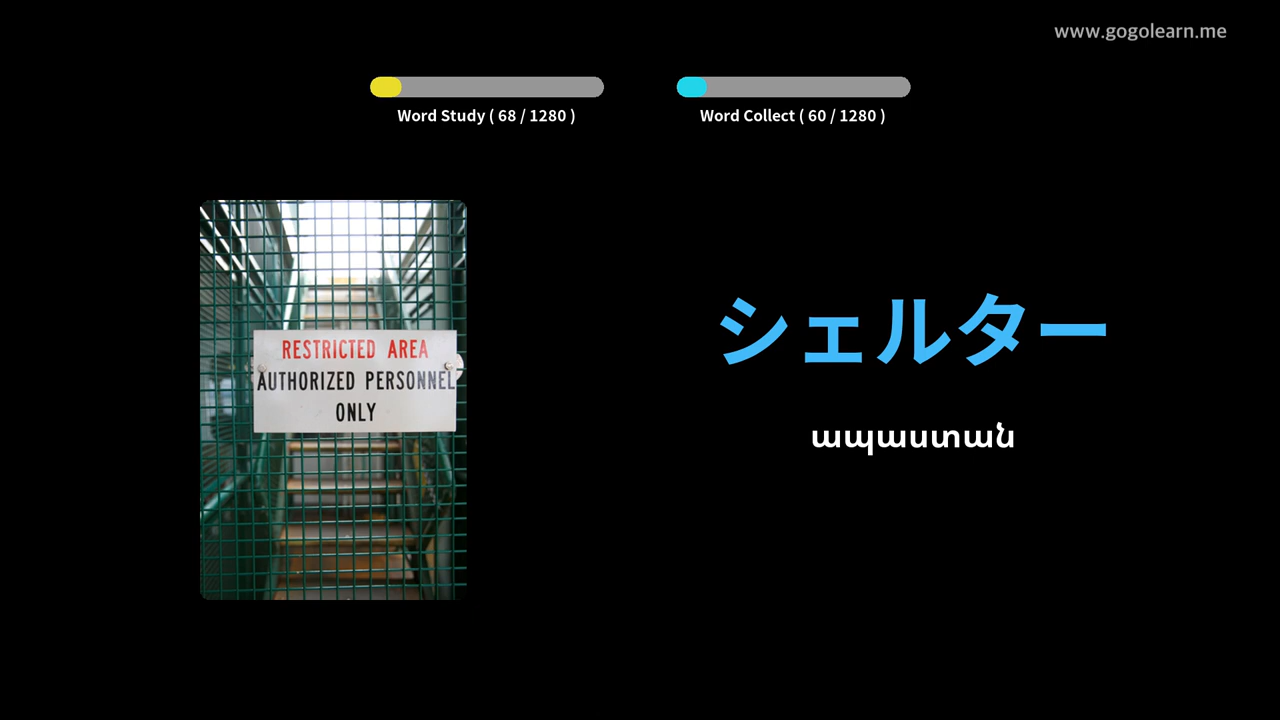 www.gogolearn.me
Word Study ( 68 / 1280 )
Word Collect ( 60 / 1280 )
RESTRICTED AREA
AUTHORIZED PERSONNEL
ONLY
シェルター
ապաստան